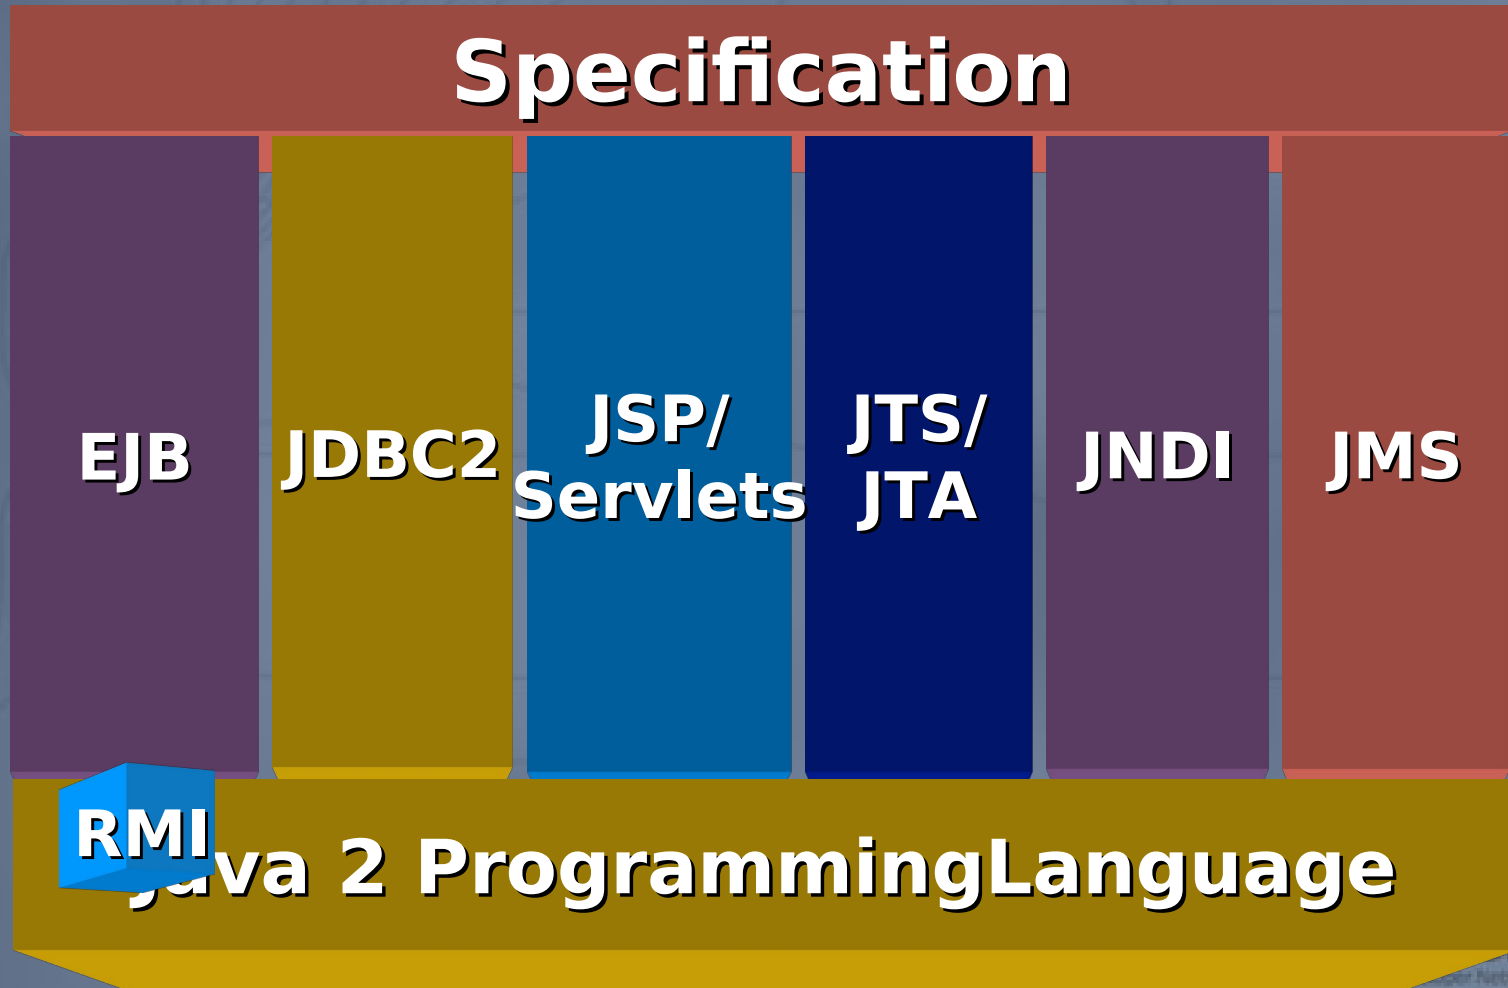 Specification
EJB
JDBC2
JSP/
Servlets
JTS/
JTA
JNDI
JMS
RMI
Java 2 ProgrammingLanguage